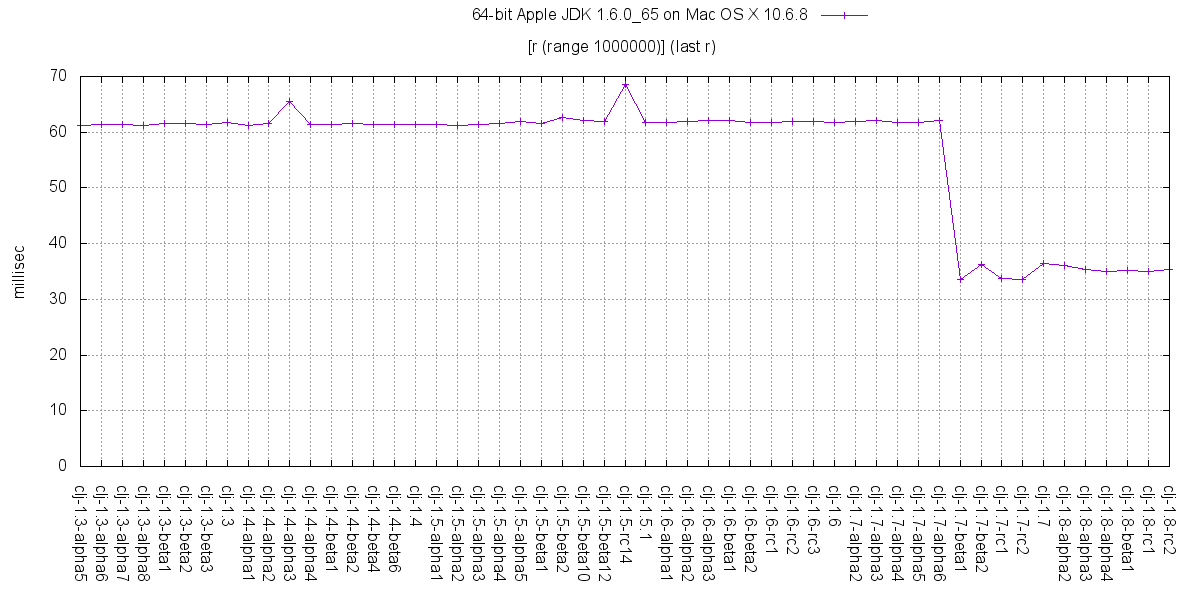 64-bit Apple JDK 1.6.0_65 on Mac OS X 10.6.8
[r (range 1000000)] (last r)
70
60
50
40
30
20
10
0
millisec
clj-1.3-alpha5
clj-1.3-alpha6
clj-1.3-alpha7
clj-1.3-alpha8
clj-1.3-beta1
clj-1.3-beta2
clj-1.3-beta3
clj-1.3
clj-1.4-alpha1
clj-1.4-alpha2
clj-1.4-alpha3
clj-1.4-alpha4
clj-1.4-beta1
clj-1.4-beta2
clj-1.4-beta4
clj-1.4-beta6
clj-1.4
clj-1.5-alpha1
clj-1.5-alpha2
clj-1.5-alpha3
clj-1.5-alpha4
clj-1.5-alpha5
clj-1.5-beta1
clj-1.5-beta2
clj-1.5-beta10
clj-1.5-beta12
clj-1.5-rc14
clj-1.5.1
clj-1.6-alpha1
clj-1.6-alpha2
clj-1.6-alpha3
clj-1.6-beta1
clj-1.6-beta2
clj-1.6-rc1
clj-1.6-rc2
clj-1.6-rc3
clj-1.6
clj-1.7-alpha2
clj-1.7-alpha3
clj-1.7-alpha4
clj-1.7-alpha5
clj-1.7-alpha6
clj-1.7-beta1
clj-1.7-beta2
clj-1.7-rc1
clj-1.7-rc2
clj-1.7
clj-1.8-alpha2
clj-1.8-alpha3
clj-1.8-alpha4
clj-1.8-beta1
clj-1.8-rc1
clj-1.8-rc2